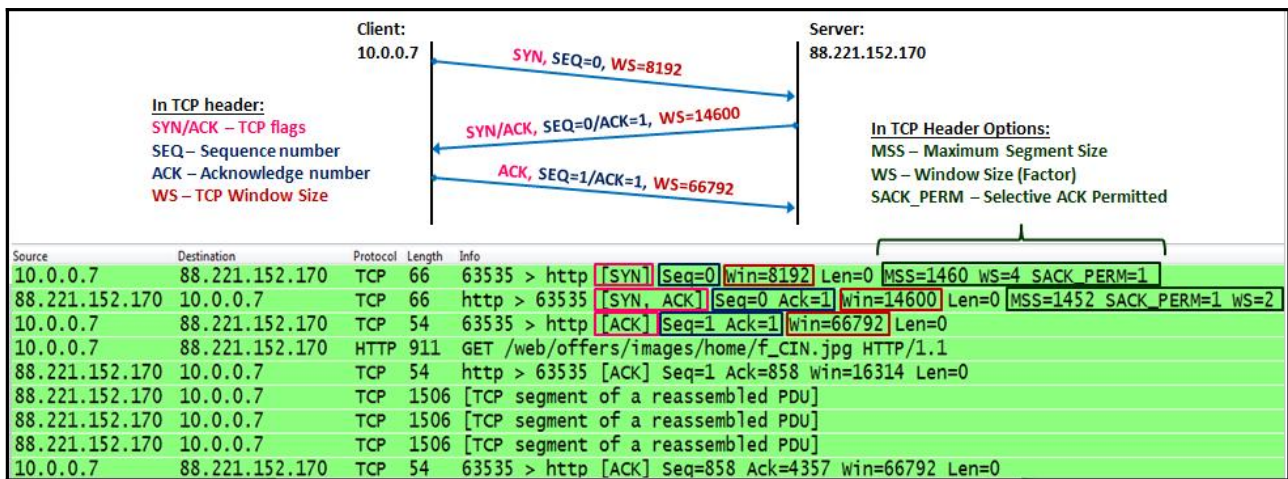 Client:
10.0.0.7
Server:
88.221.152.170
SYN, SEQ=0, WS=8192
SYN/ACK, SEQ=0/ACK=1, WS=14600
ACK, SEQ=1/ACK=1, WS=66792
In TCP header:
SYN/ACK – TCP flags
SEQ – Sequence number
ACK – Acknowledge number
WS – TCP Window Size
In TCP Header Options:
MSS – Maximum Segment Size
WS – Window Size (Factor)
SACK_PERM – Selective ACK Permitted
Source Destination Protocol Length Info
10.0.0.7 88.221.152.170 TCP 66 63535 > http [SYN] Seq=0 Win=8192 Len=0 MSS=1460 WS=4 SACK_PERM=1
88.221.152.170 10.0.0.7 TCP 66 http > 63535 [SYN, ACK] Seq=0 Ack=1 Win=14600 Len=0 MSS=1452 SACK_PERM=1 WS=2
10.0.0.7 88.221.152.170 TCP 54 63535 > http [ACK] Seq=1 Ack=1 Win=66792 Len=0
10.0.0.7 88.221.152.170 HTTP 911 GET /web/offers/images/home/f_CIN.jpg HTTP/1.1
88.221.152.170 10.0.0.7 TCP 54 http > 63535 [ACK] Seq=1 Ack=858 Win=16314 Len=0
88.221.152.170 10.0.0.7 TCP 1506 [TCP segment of a reassembled PDU]
88.221.152.170 10.0.0.7 TCP 1506 [TCP segment of a reassembled PDU]
88.221.152.170 10.0.0.7 TCP 1506 [TCP segment of a reassembled PDU]
10.0.0.7 88.221.152.170 TCP 54 63535 > http [ACK] Seq=858 Ack=4357 Win=66792 Len=0